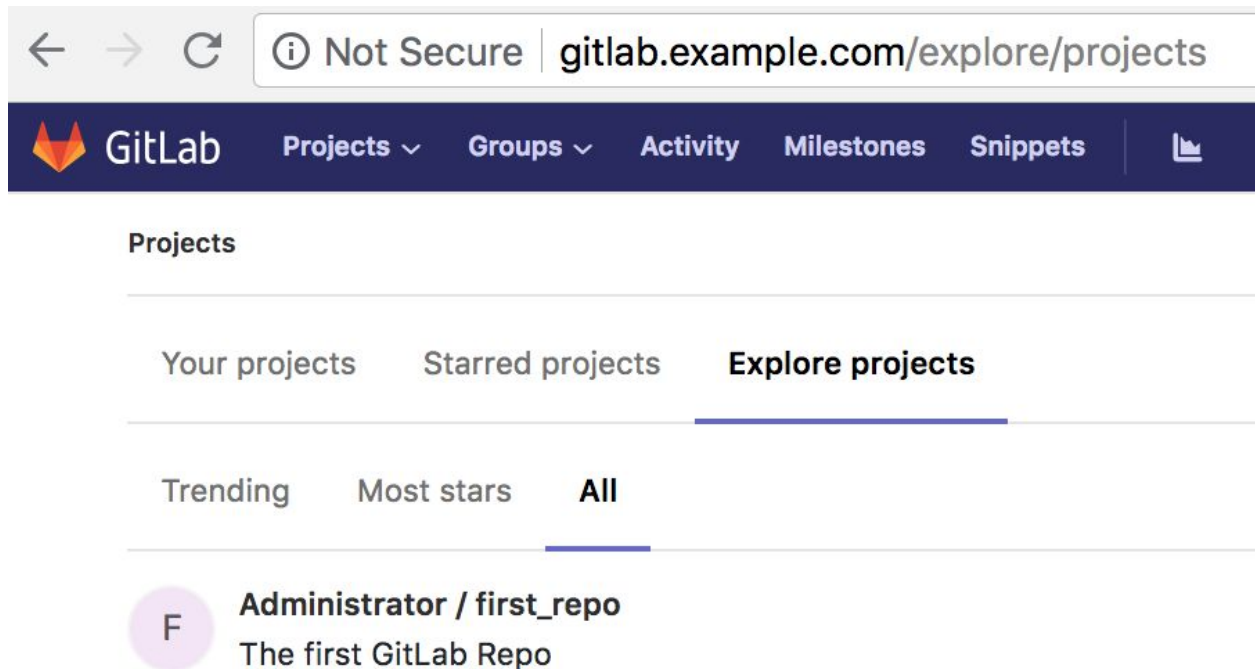 Not Secure gitlab.example.com/explore/projects
GitLab Projects Groups Activity Milestones Snippets
Projects
Your projects Starred projects Explore projects
Trending Most stars All
F
Administrator / first_repo
The first GitLab Repo